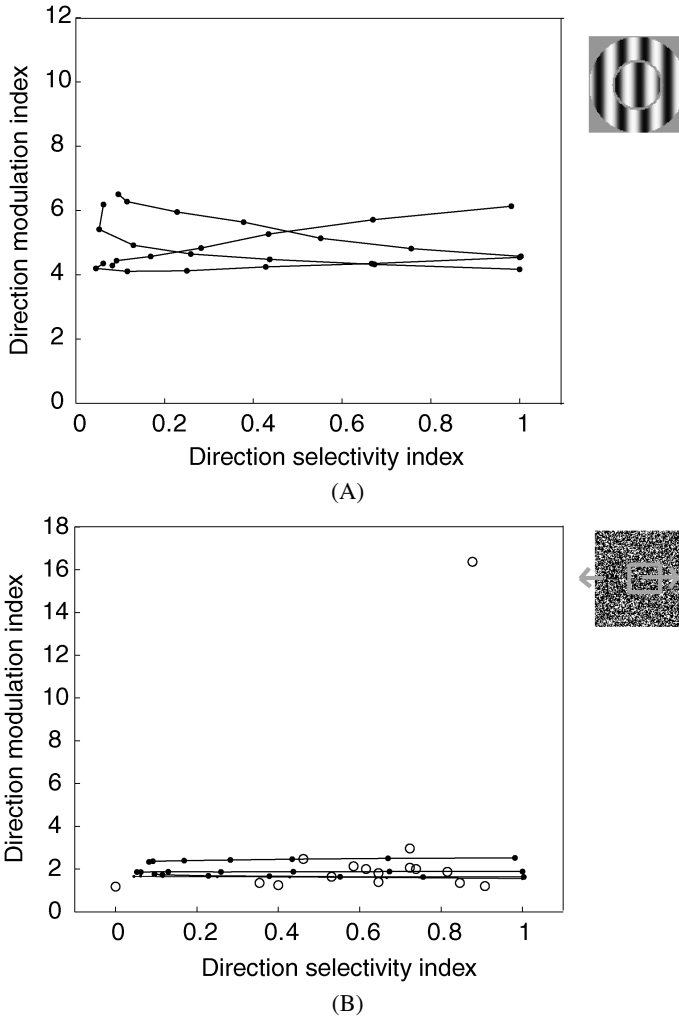 12
10
8
6
4
2
0
Direction modulation index
0 0.2 0.4 0.6 0.8 1
Direction selectivity index
(A)
18
16
14
12
10
8
6
4
2
0
Direction modulation index
0 0.2 0.4 0.6 0.8 1
Direction selectivity index
(B)